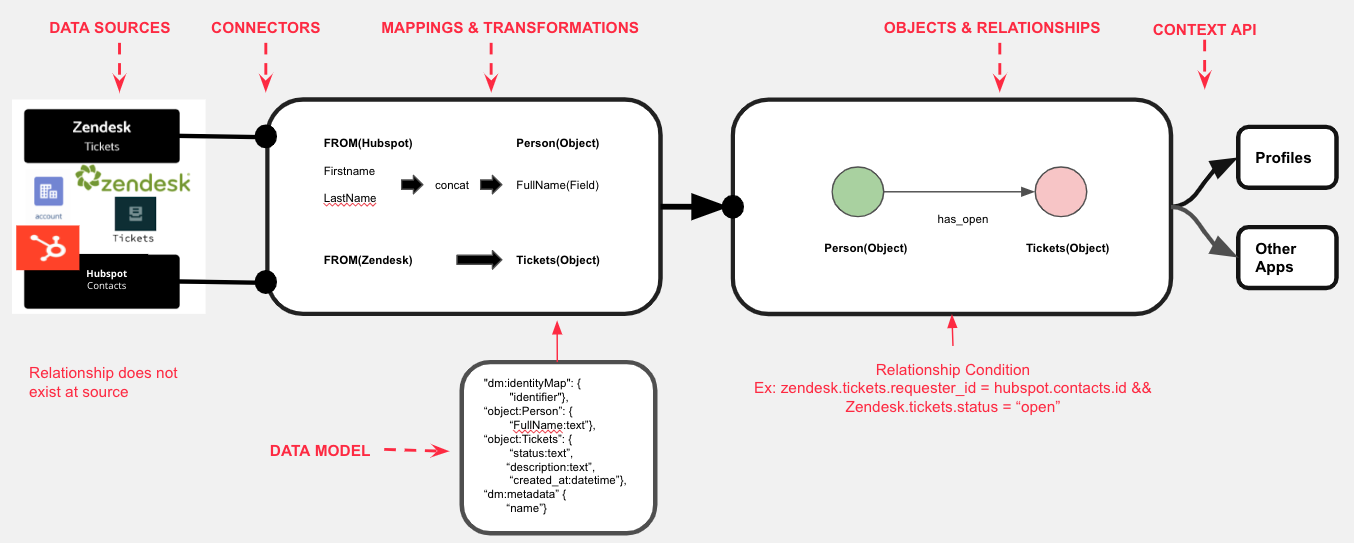 DATA SOURCES
CONNECTORS
MAPPINGS & TRANSFORMATIONS
OBJECTS & RELATIONSHIPS
CONTEXT API
Zendesk
Tickets
zendesk
account
Tickets
Hubspot
Contacts
Relationship does not
exist at source
FROM(Hubspot)
Person(Object)
Firstname
LastName
concat
FullName(Field)
FROM(Zendesk)
Tickets(Object)
DATA MODEL
"dm:identityMap": {
"identifier"},
“object:Person”: {
“FullName:text”},
“object:Tickets”: {
“status:text”,
“description:text”,
“created_at:datetime”},
“dm:metadata” {
“name”}
has_open
Person(Object)
Tickets(Object)
Relationship Condition
Ex: zendesk.tickets.requester_id = hubspot.contacts.id &&
Zendesk.tickets.status = “open”
Profiles
Other
Apps